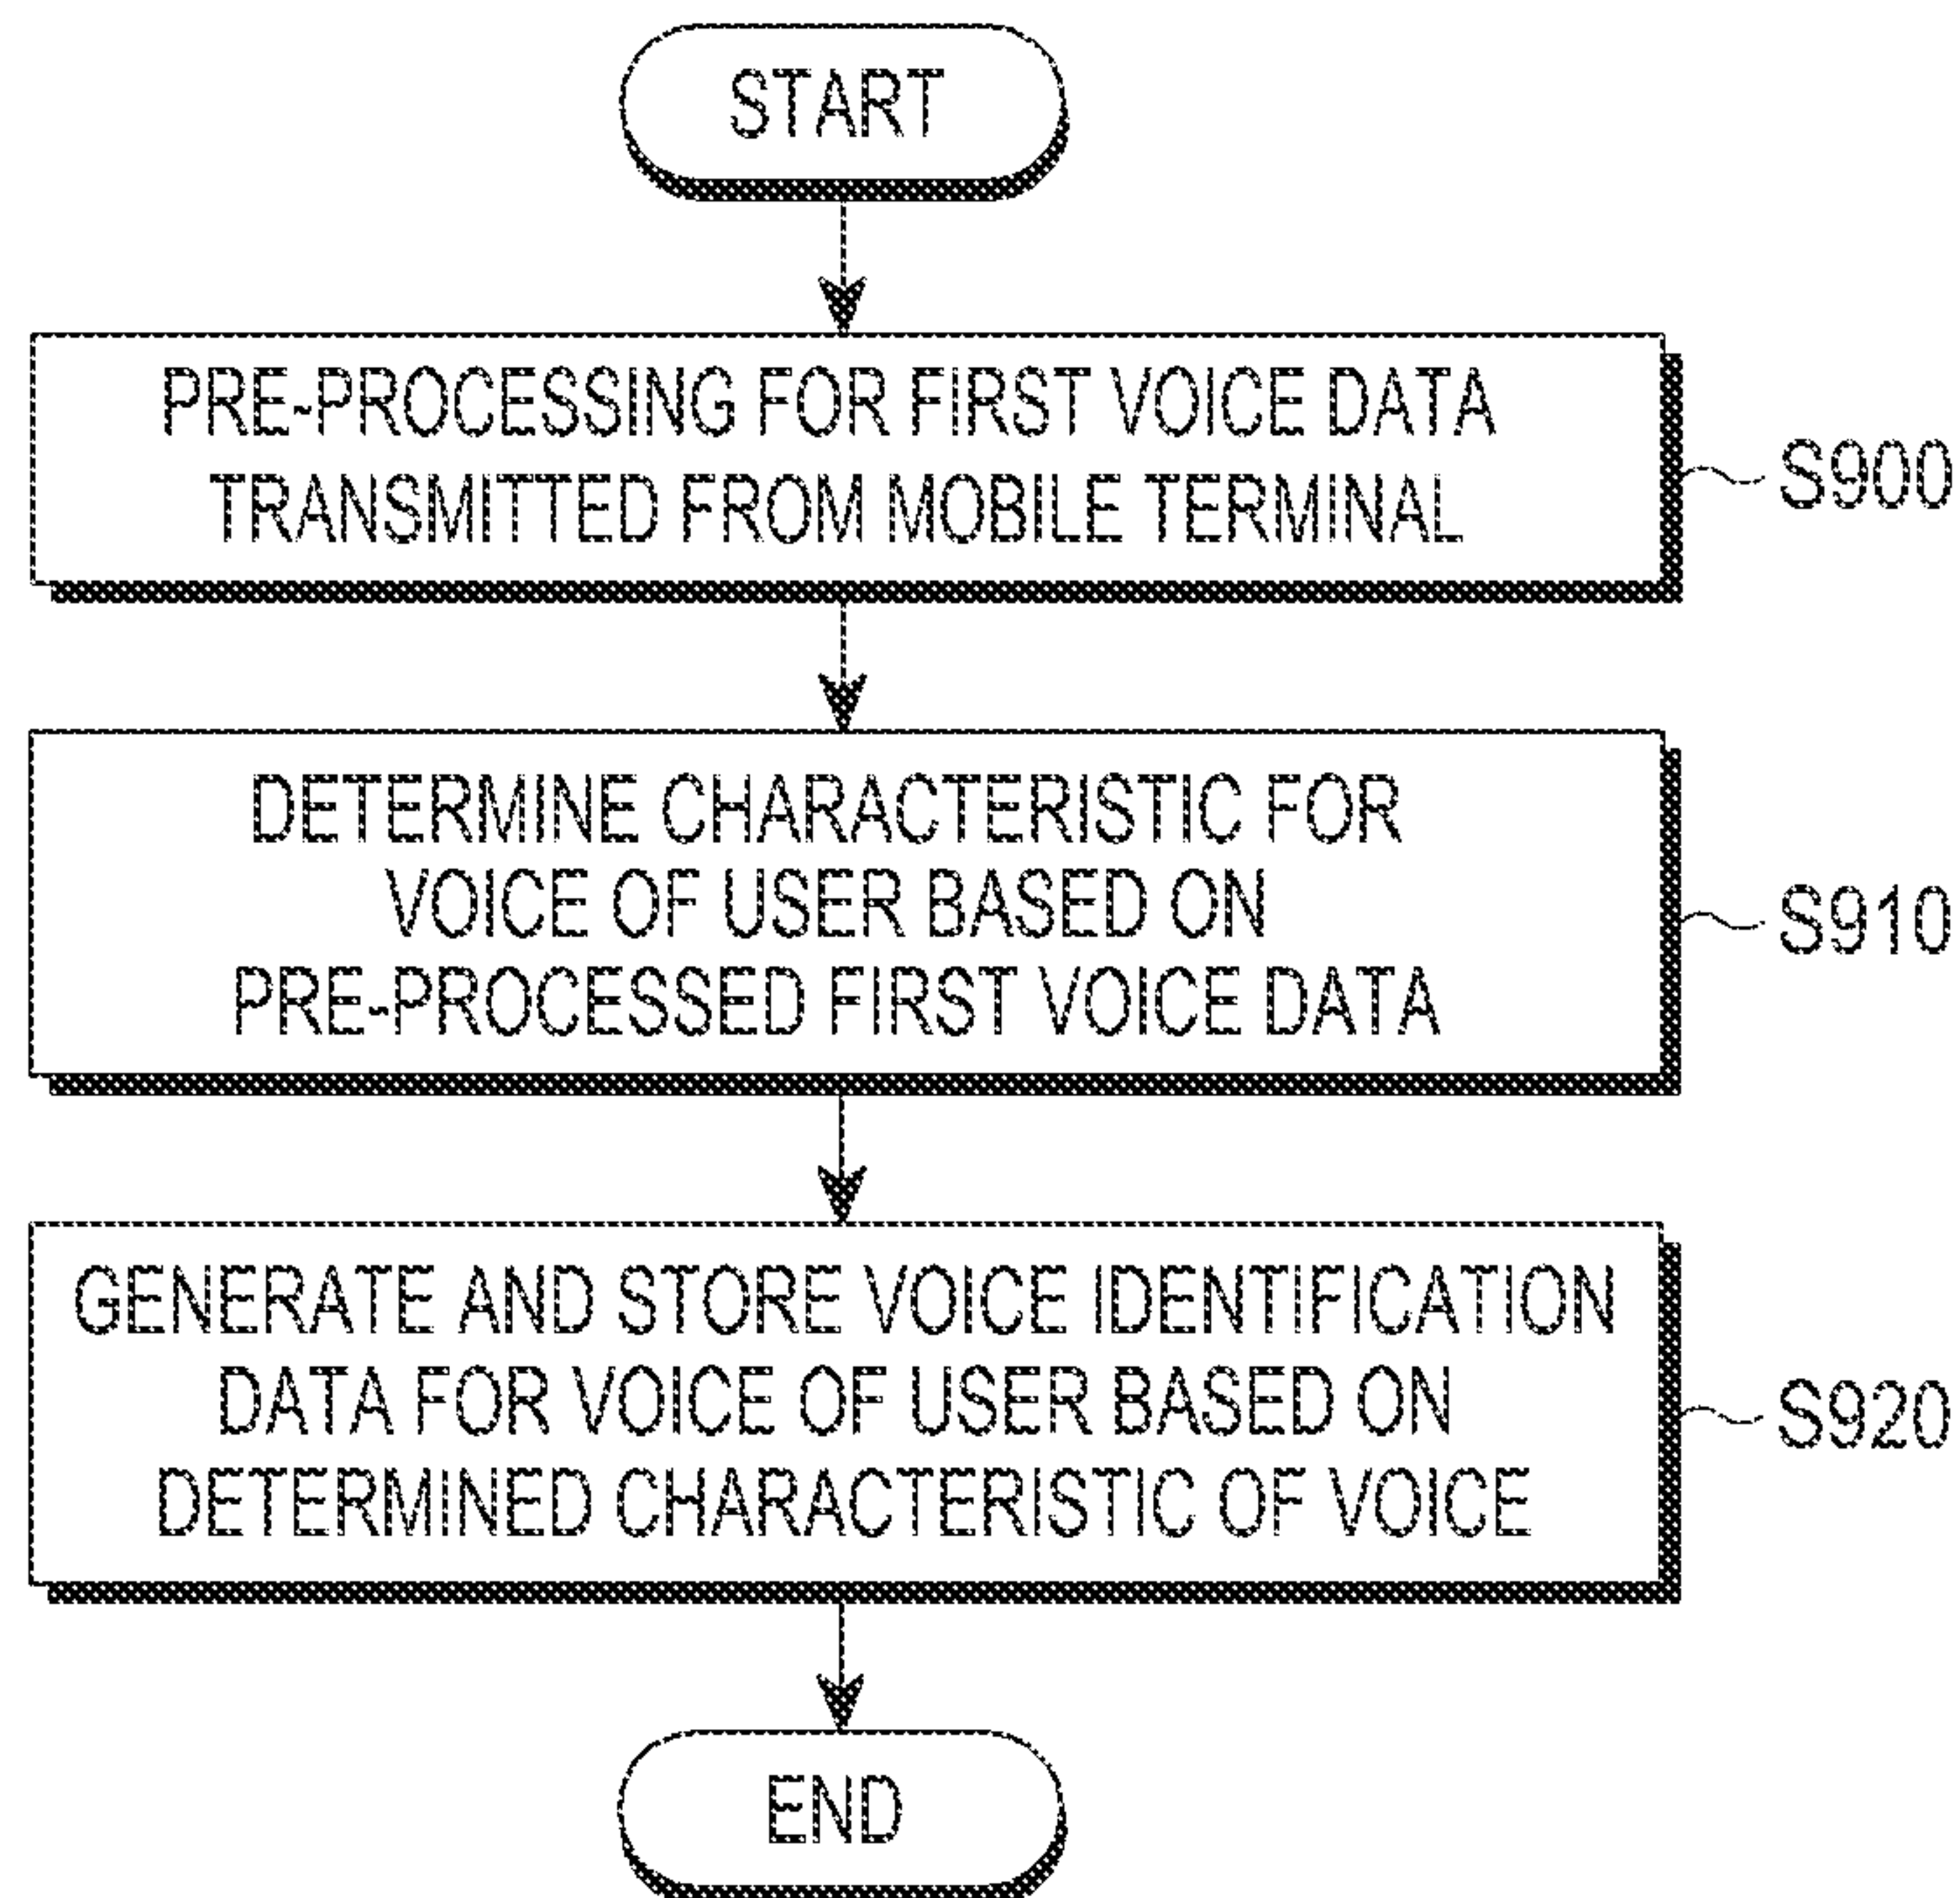 START
PRE-PROCESSING FOR FIRST VOICE DATA
TRANSMITTED FROM MOBILE TERMINAL
S900
DETERMINE CHARACTERISTIC FOR
VOICE OF USER BASED ON
PRE-PROCESSED FIRST VOICE DATA
S910
GENERATE AND STORE VOICE IDENTIFICATION
DATA FOR VOICE OF USER BASED ON
DETERMINED CHARACTERISTIC OF VOICE
S920
END